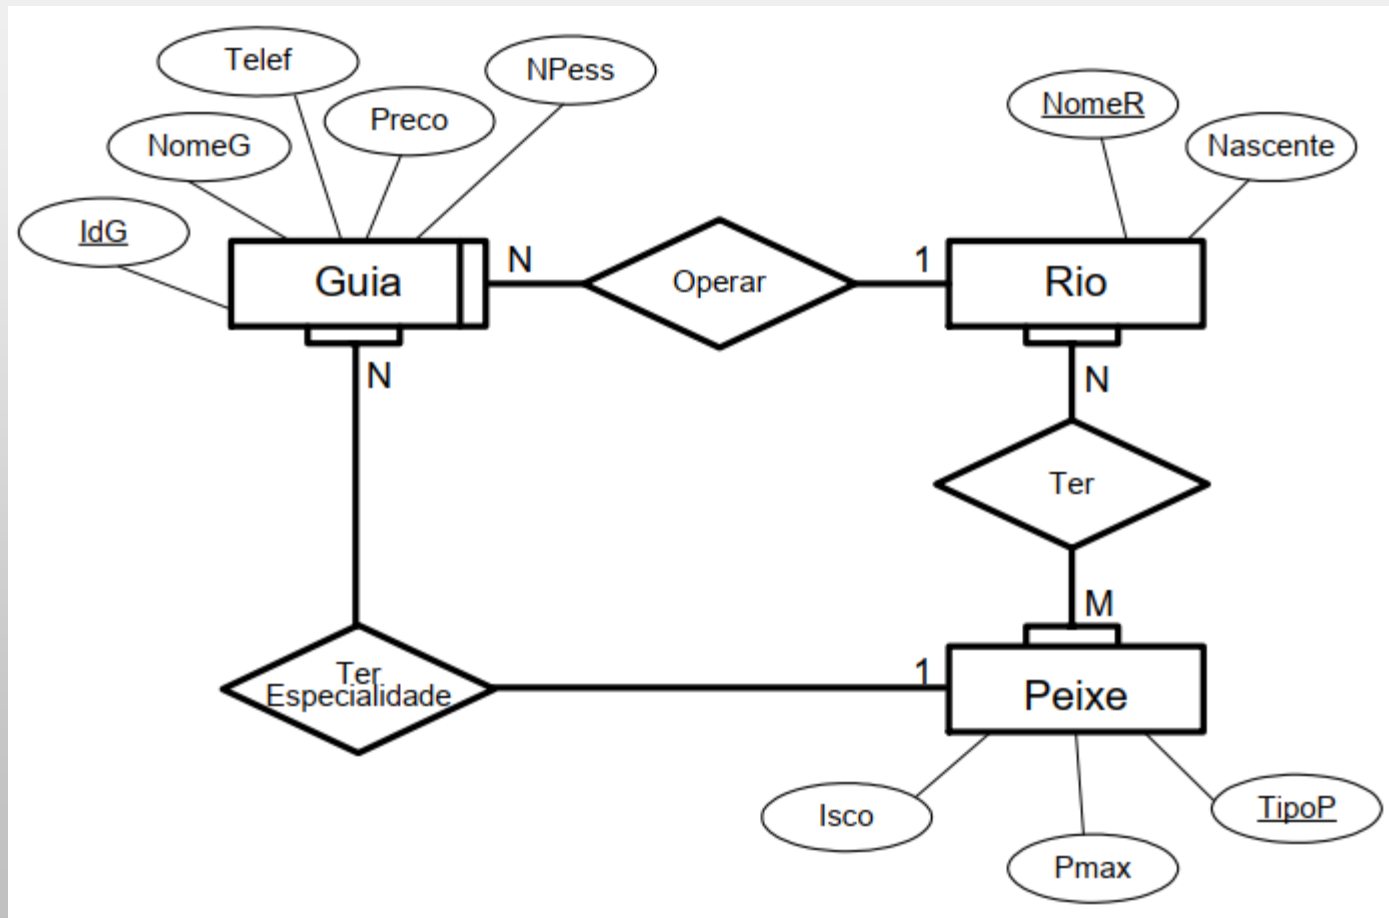 Telef
NPess
Preco
NomeG
IdG
NomeR
Nascente
Guia
N
Operar
1
Rio
N
N
Ter
M
Ter
Especialidade
1
Peixe
Isco
Pmax
TipoP